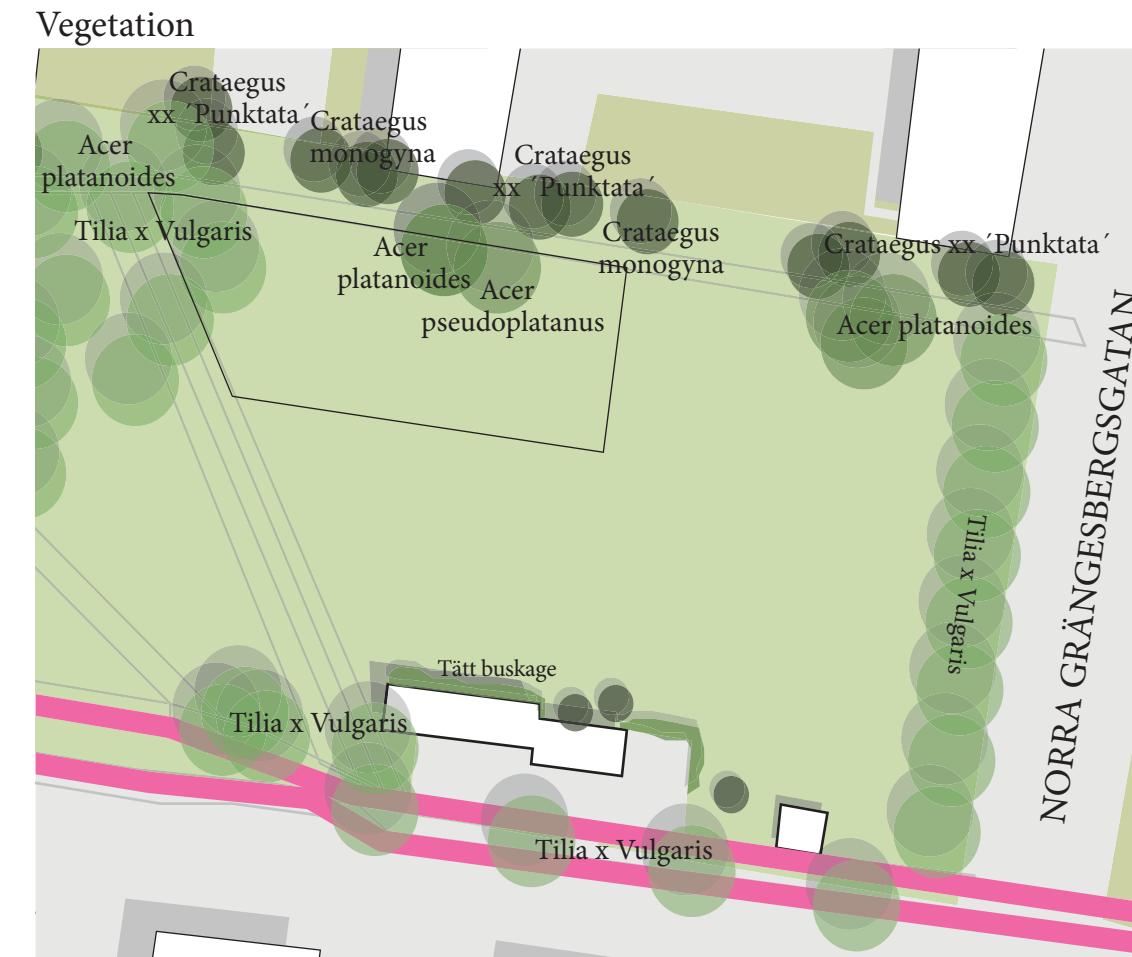 Vegetation
Crataegus
xx ´Punktata´
Crataegus
monogyna
Acer
platanoides
Crataegus
xx ´Punktata´
Tilia x Vulgaris
Acer
platanoides
Crataegus
monogyna
Crataegus xx ´Punktata´
Acer
pseudoplatanus
Acer platanoides
NORRA GRÄNGESBERGSGATAN
Tilia x Vulgaris
Tätt buskage
Tilia x Vulgaris
Tilia x Vulgaris